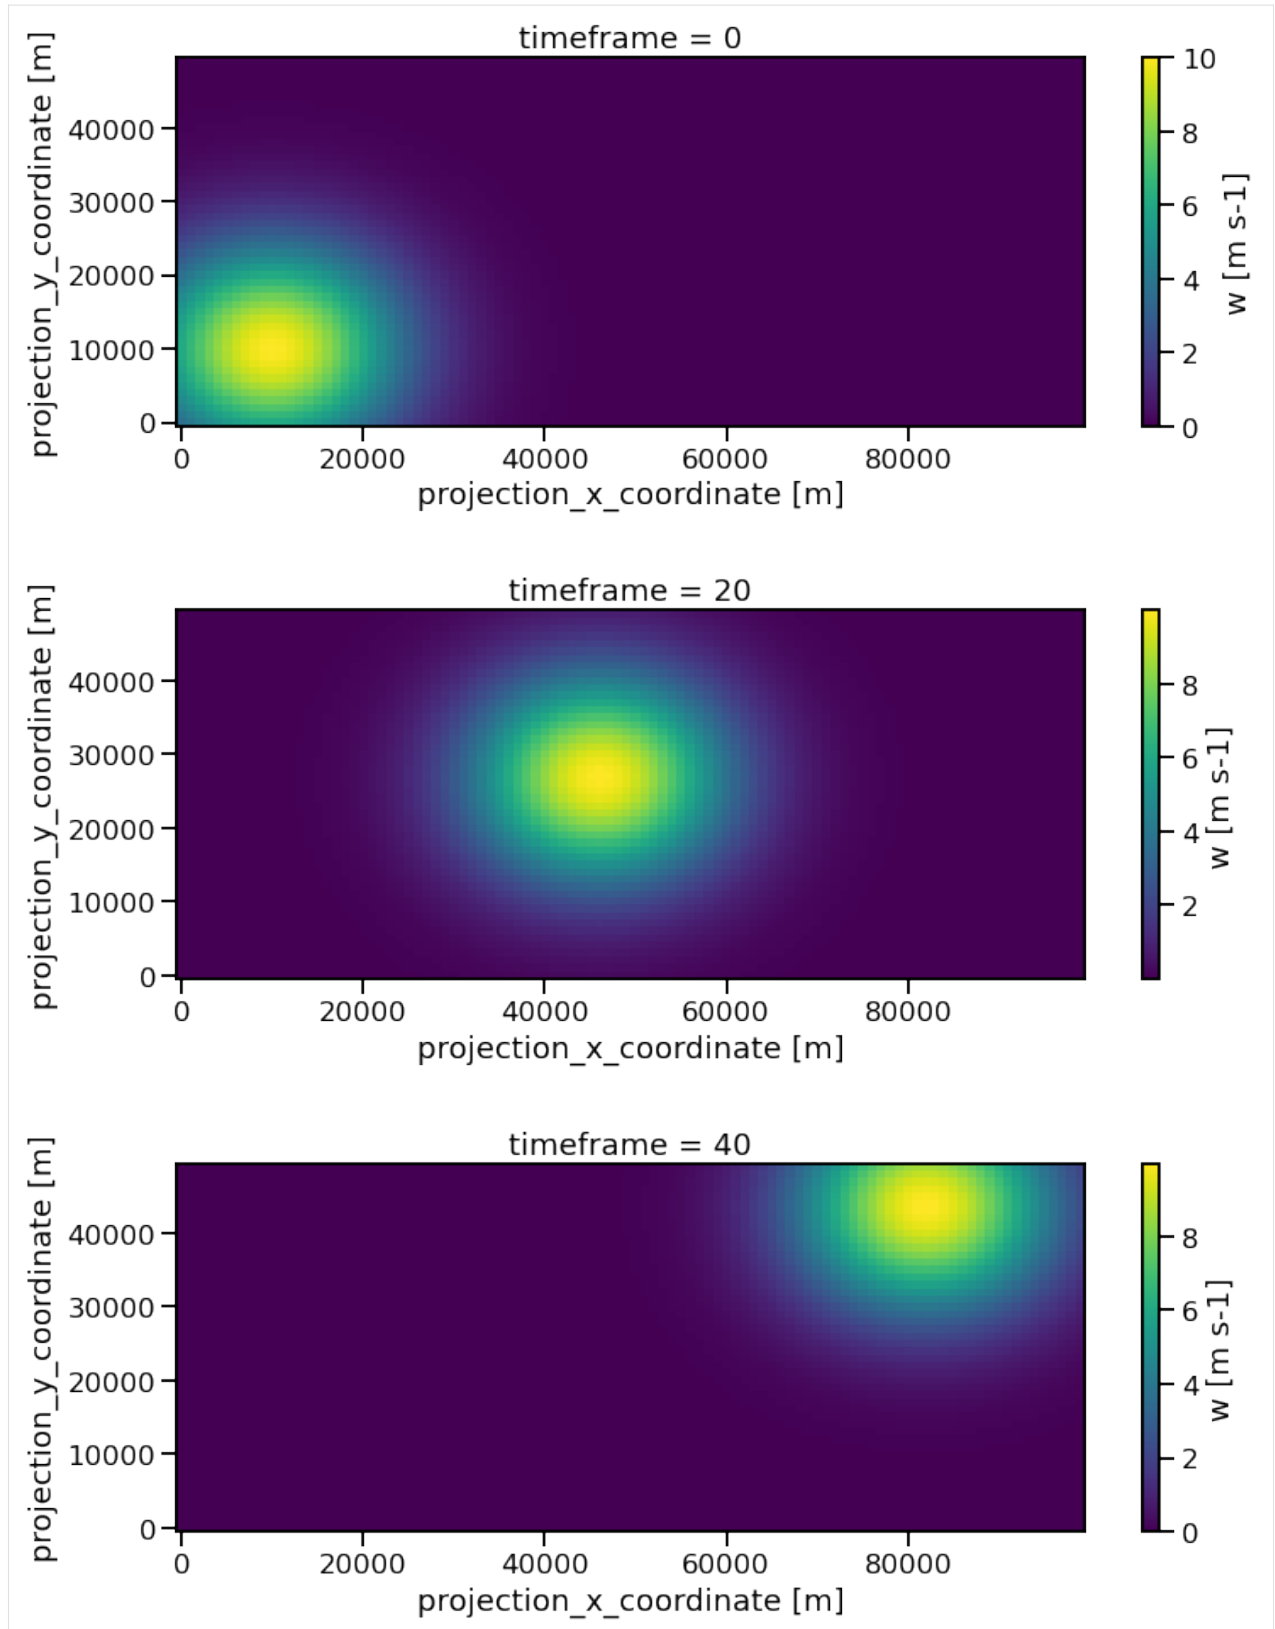 timeframe = 0
projection_y_coordinate [m]
40000
30000
20000
10000
0
0 20000 40000 60000 80000
projection_x_coordinate [m]
10
8
6
4
2
0
w [m s-1]
timeframe = 20
projection_y_coordinate [m]
40000
30000
20000
10000
0
0 20000 40000 60000 80000
projection_x_coordinate [m]
8
6
4
2
w [m s-1]
timeframe = 40
projection_y_coordinate [m]
40000
30000
20000
10000
0
0 20000 40000 60000 80000
projection_x_coordinate [m]
8
6
4
2
0
w [m s-1]